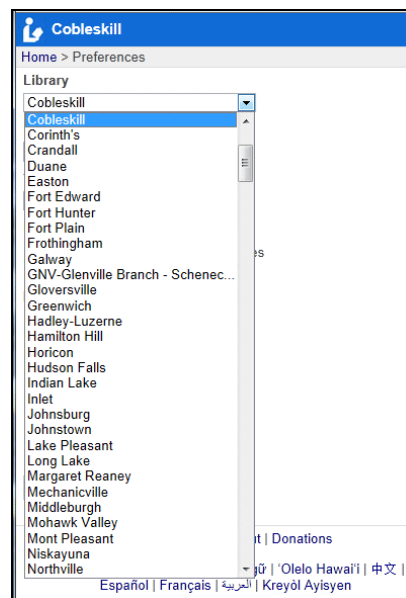 Cobleskill
Home > Preferences
Library
Cobleskill
Cobleskill
Corinth's
Crandall
Duane
Easton
Fort Edward
Fort Hunter
Fort Plain
Frothingham
Galway
GNV-Glenville Branch - Schenec...
Gloversville
Greenwich
Hadley-Luzerne
Hamilton Hill
Horicon
Hudson Falls
Indian Lake
Inlet
Johnsburg
Johnstown
Lake Pleasant
Long Lake
Margaret Reaney
Mechanicville
Middleburgh
Mohawk Valley
Mont Pleasant
Niskayuna
Northville
| Donations
| ʻOlelo Hawaiʻi | 中文 |
Español | Français | العربية | Kreyòl Ayisyen